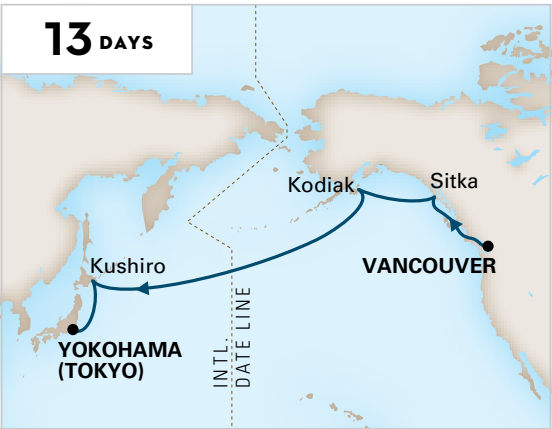 13 DAYS
Kodiak
Sitka
VANCOUVER
Kushiro
YOKOHAMA
(TOKYO)
INTL.
DATE LINE